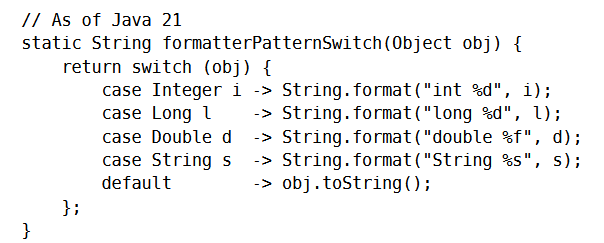 // As of Java 21
static String formatterPatternSwitch(Object obj) {
    return switch (obj) {
        case Integer i -> String.format("int %d", i);
        case Long l    -> String.format("long %d", l);
        case Double d  -> String.format("double %f", d);
        case String s  -> String.format("String %s", s);
        default        -> obj.toString();
    };
}